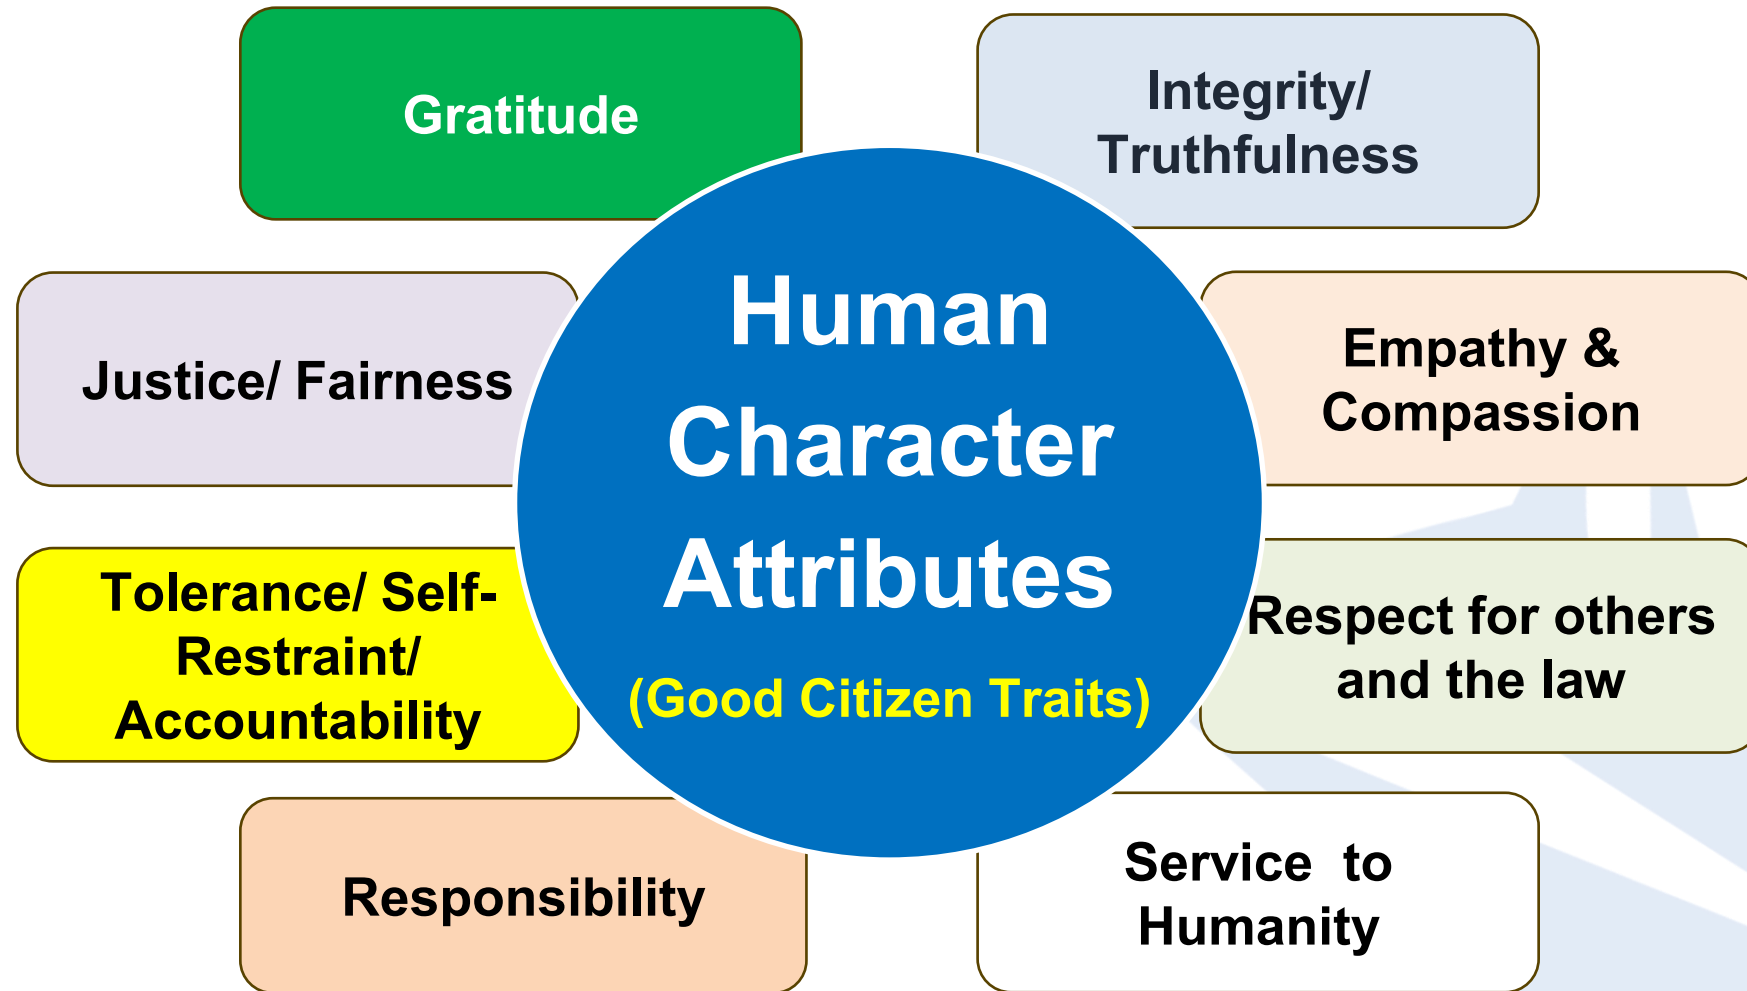 Gratitude
Integrity/
Truthfulness
Human
Character
Attributes
(Good Citizen Traits)
Justice/ Fairness
Empathy &
Compassion
Tolerance/ Self-
Restraint/
Accountability
Respect for others
and the law
Responsibility
Service  to
Humanity